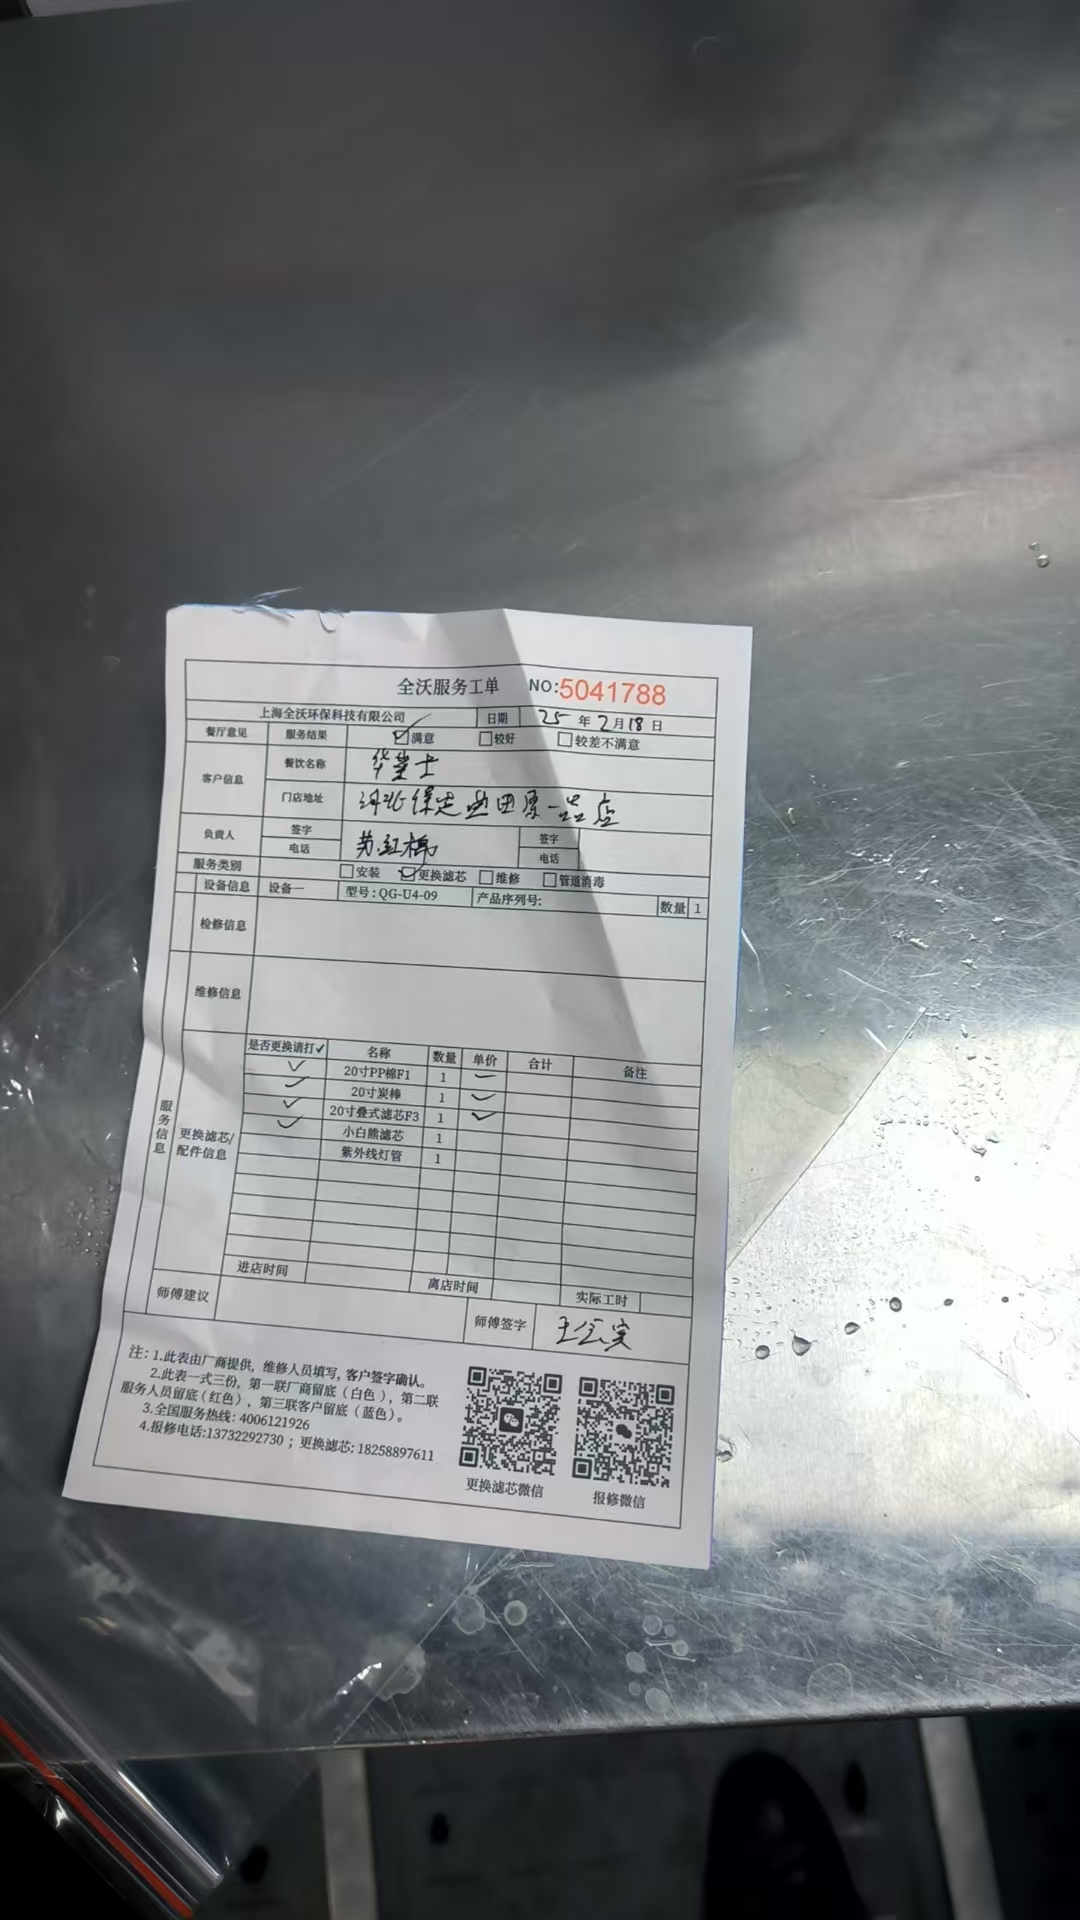 全沃服务工单 NO:5041788
上海全沃环保科技有限公司 日期 25 年 2 月 18 日
餐厅意见 服务结果 ☑满意 □较好 □较差不满意
客户信息 餐饮名称 华莱士
门店地址 河北保定 店
负责人 签字 签字
电话 苏红梅 电话
服务类别 □安装 ☑更换滤芯 □维修 □管道消毒
设备信息 设备一 型号:QG-U4-09 产品序列号: 数量 1
检修信息
维修信息
服务信息
更换滤芯/配件信息
是否更换请打✓ 名称 数量 单价 合计 备注
✓ 20寸PP棉F1 1
✓ 20寸炭棒 1
✓ 20寸叠式滤芯F3 1
✓ 小白熊滤芯 1
紫外线灯管 1
进店时间 离店时间 实际工时
师傅建议 师傅签字
注: 1.此表由厂商提供, 维修人员填写, 客户签字确认。
2.此表一式三份, 第一联厂商留底(白色), 第二联
服务人员留底(红色), 第三联客户留底(蓝色)。
3.全国服务热线: 4006121926
4.报修电话:13732292730 ; 更换滤芯: 18258897611
更换滤芯微信 报修微信